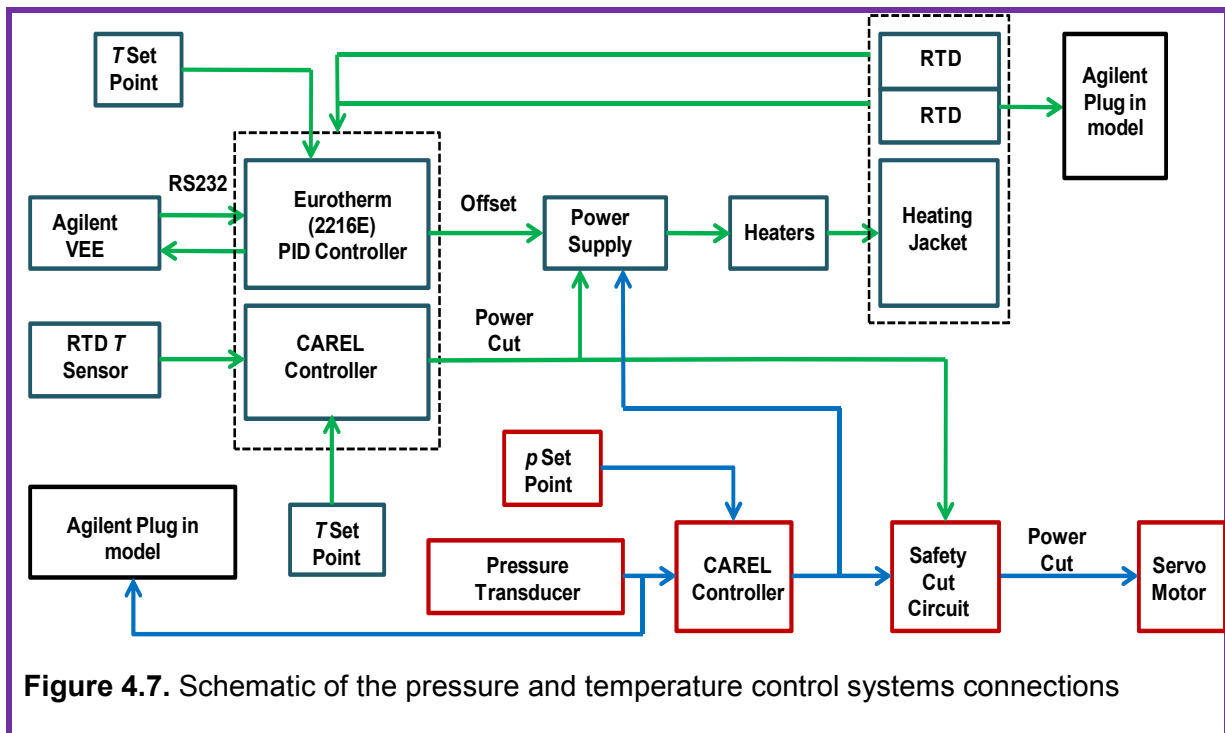 T Set
Point
RTD
RTD
Agilent
Plug in
model
RS232
Agilent
VEE
Eurotherm
(2216E)
PID Controller
Offset
Power
Supply
Heaters
Heating
Jacket
RTD T
Sensor
CAREL
Controller
Power
Cut
p Set
Point
Agilent Plug in
model
T Set
Point
Pressure
Transducer
CAREL
Controller
Safety
Cut
Circuit
Power
Cut
Servo
Motor
Figure 4.7. Schematic of the pressure and temperature control systems connections